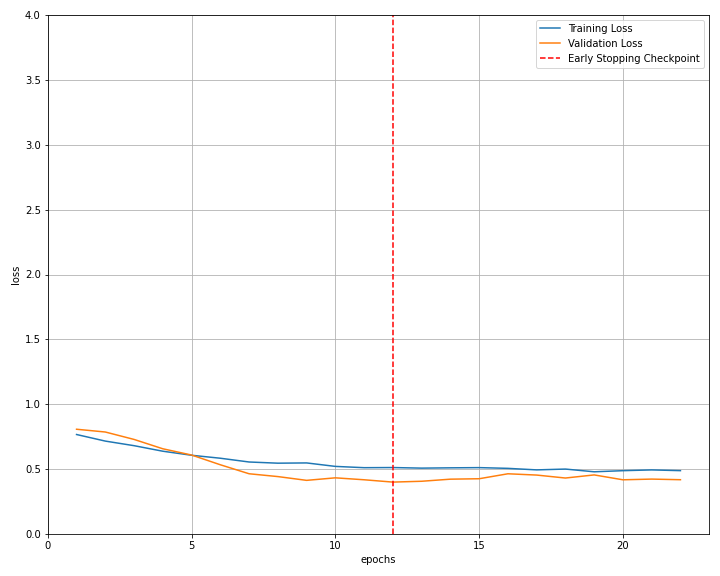 4.0
3.5
3.0
2.5
2.0
1.5
1.0
0.5
0.0
loss
0
5
10
15
20
epochs
Training Loss
Validation Loss
Early Stopping Checkpoint